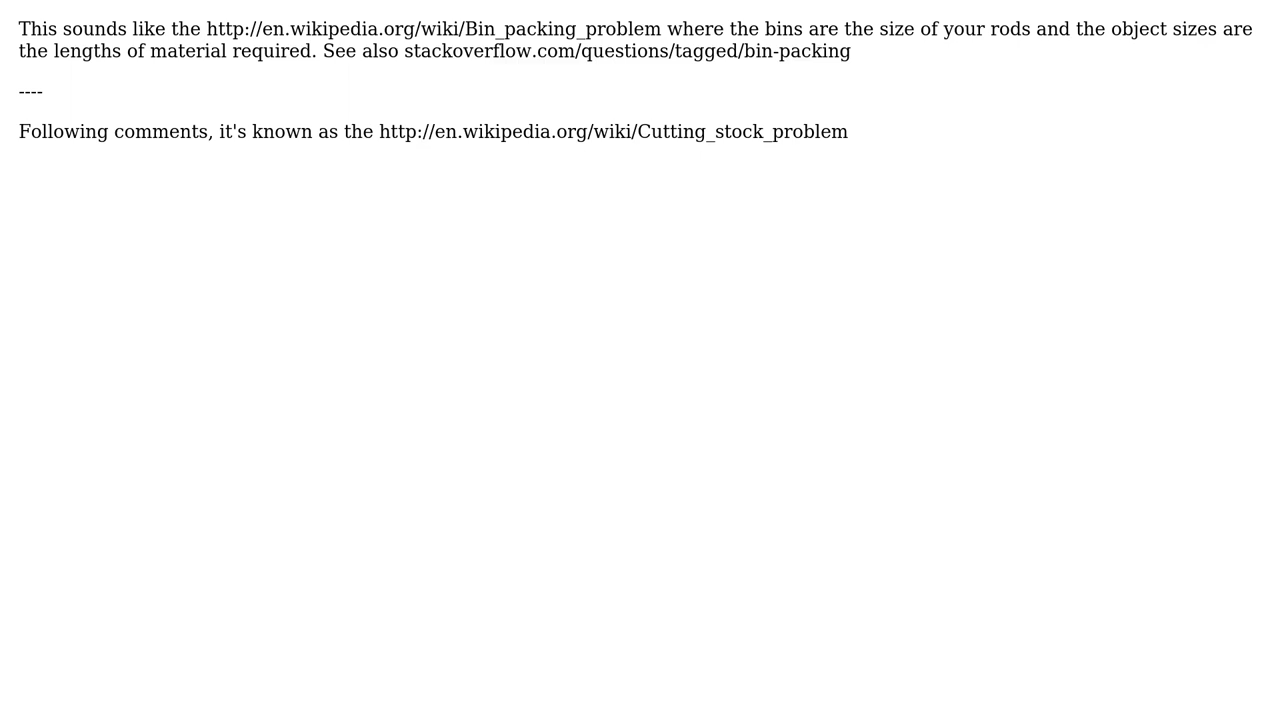 This sounds like the http://en.wikipedia.org/wiki/Bin_packing_problem where the bins are the size of your rods and the object sizes are
the lengths of material required. See also stackoverflow.com/questions/tagged/bin-packing
----
Following comments, it's known as the http://en.wikipedia.org/wiki/Cutting_stock_problem